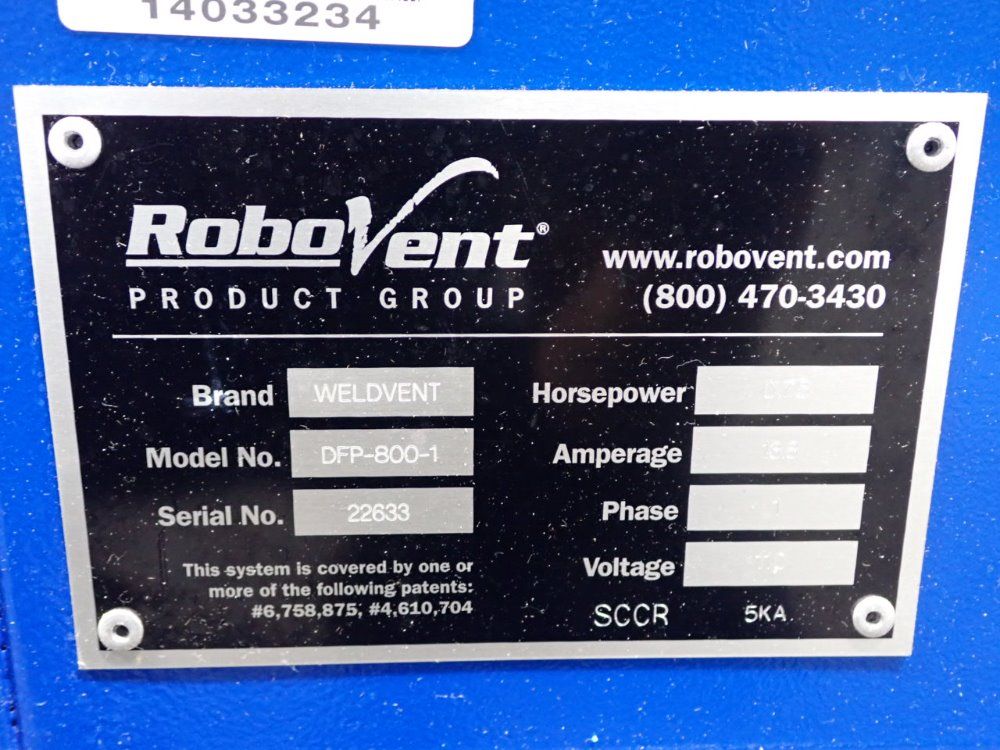 14033234
RoboVent®
PRODUCT GROUP
www.robovent.com
(800) 470-3430
Brand WELDVENT
Model No. DFP-800-1
Serial No. 22633
This system is covered by one or
more of the following patents:
#6,758,875, #4,610,704
Horsepower
Amperage
Phase 1
Voltage
SCCR 5KA